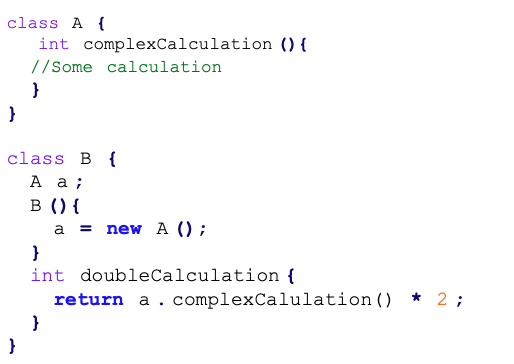 class A {
int complexCalculation (){
//Some calculation
}
}
class B {
A a;
B (){
a = new A ();
}
int doubleCalculation {
return a.complexCalulation() * 2;
}
}